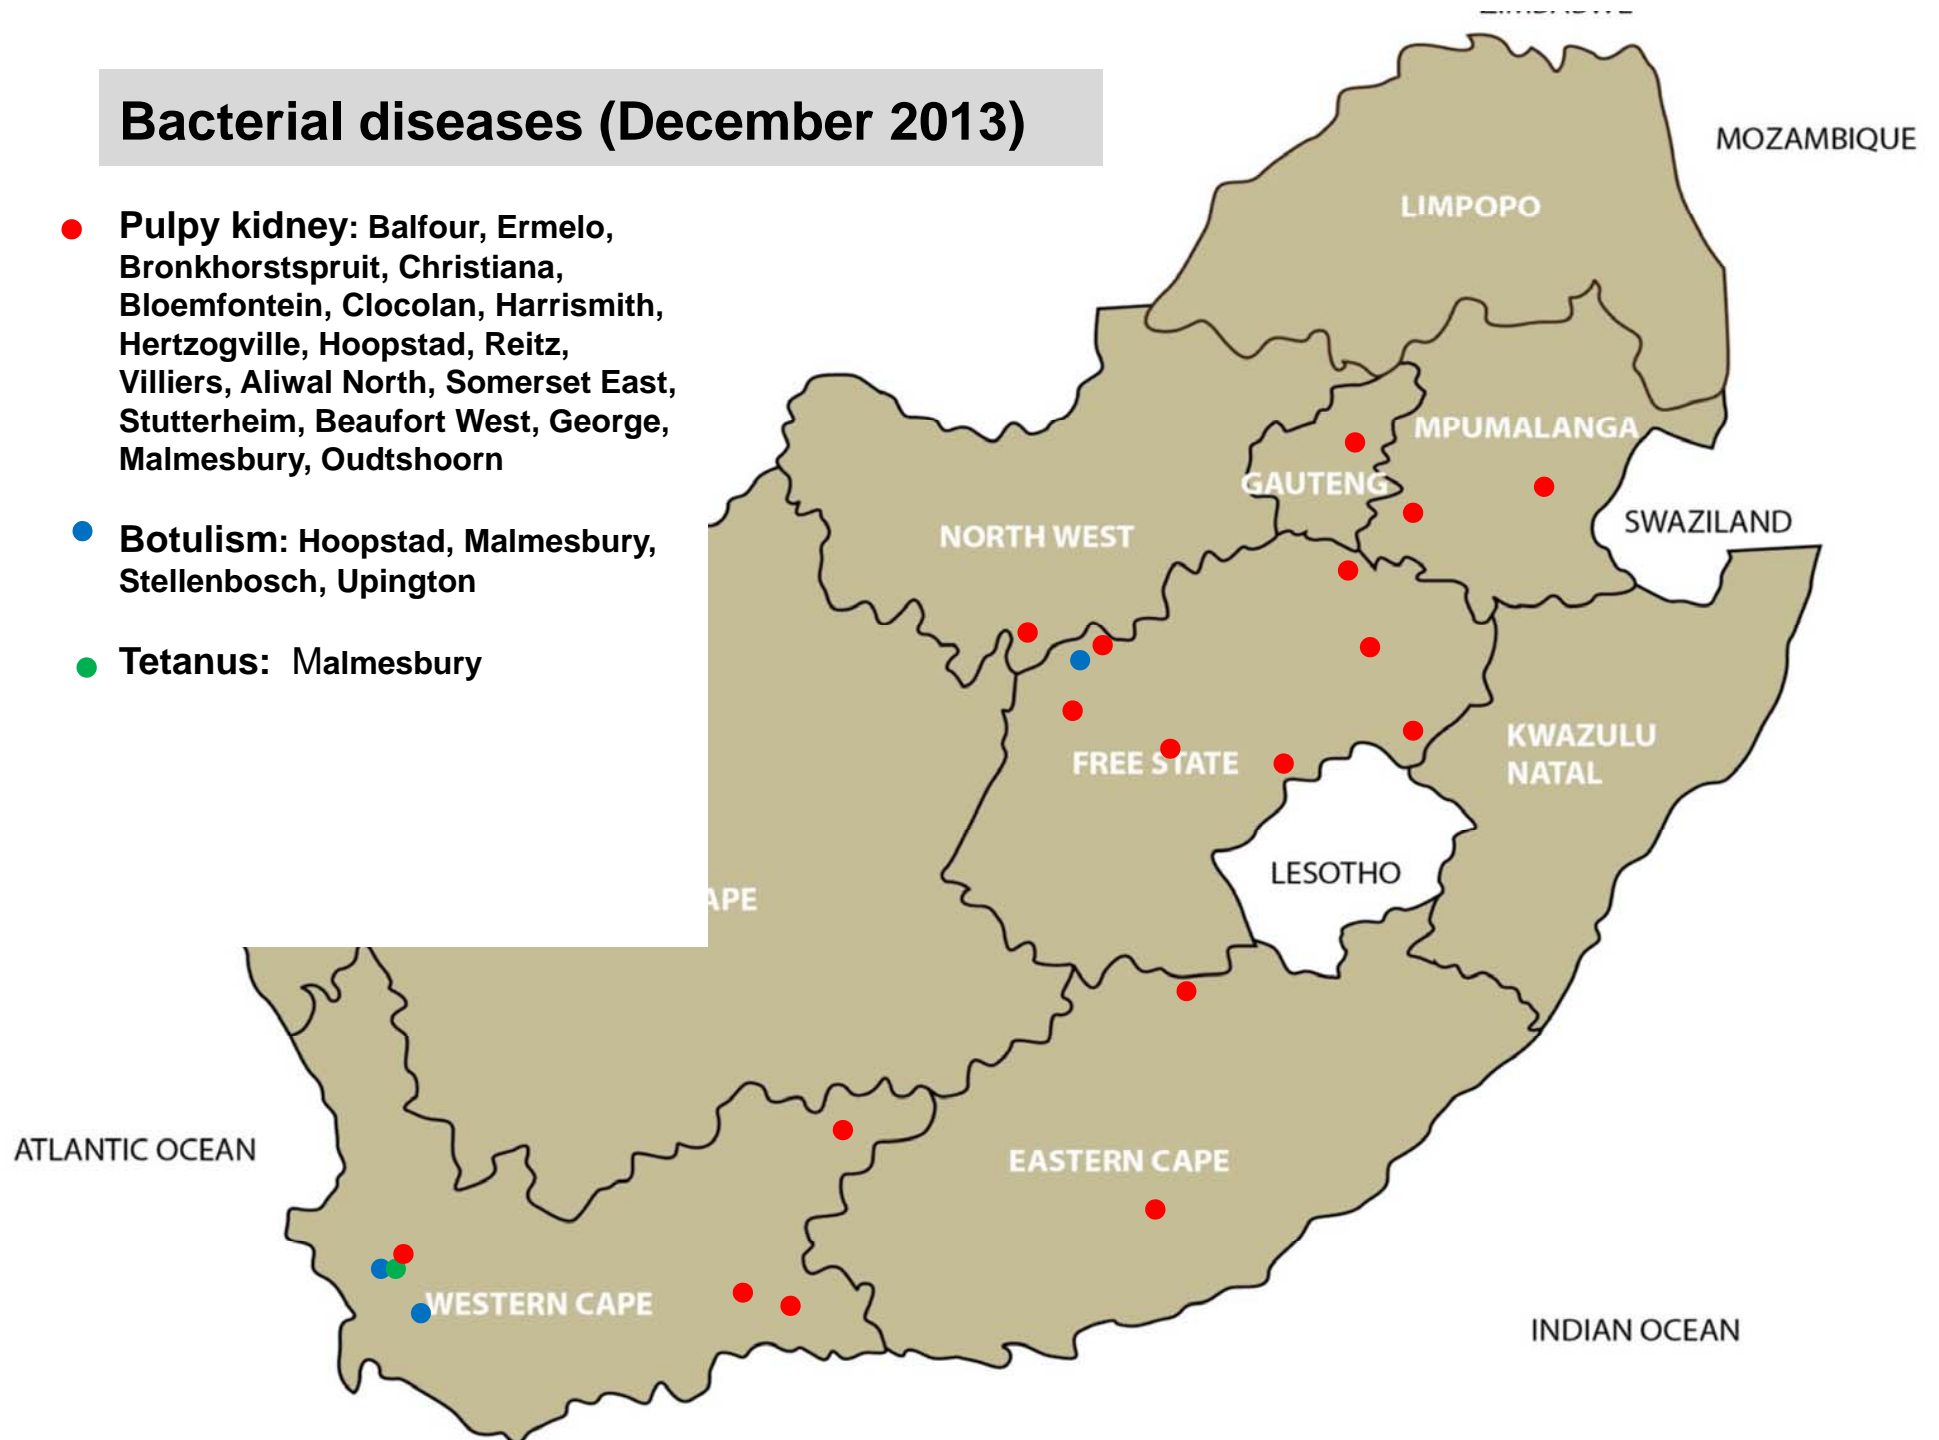 Bacterial diseases (December 2013)
Pulpy kidney: Balfour, Ermelo,
Bronkhorstspruit, Christiana,
Bloemfontein, Clocolan, Harrismith,
Hertzogville, Hoopstad, Reitz,
Villiers, Aliwal North, Somerset East,
Stutterheim, Beaufort West, George,
Malmesbury, Oudtshoorn
Botulism: Hoopstad, Malmesbury,
Stellenbosch, Upington
Tetanus: Malmesbury
MOZAMBIQUE
LIMPOPO
MPUMALANGA
GAUTENG
NORTH WEST
SWAZILAND
KWAZULU
NATAL
FREE STATE
LESOTHO
APE
ATLANTIC OCEAN
EASTERN CAPE
WESTERN CAPE
INDIAN OCEAN